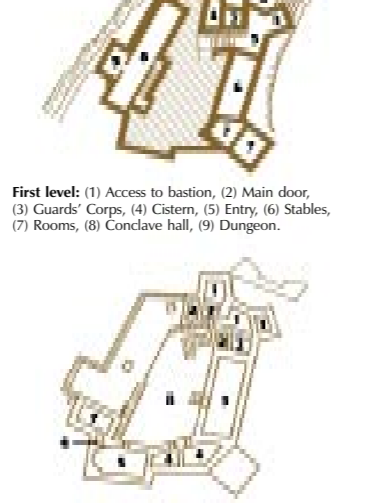 First level: (1) Access to bastion, (2) Main door,
(3) Guards' Corps, (4) Cistern, (5) Entry, (6) Stables,
(7) Rooms, (8) Conclave hall, (9) Dungeon.